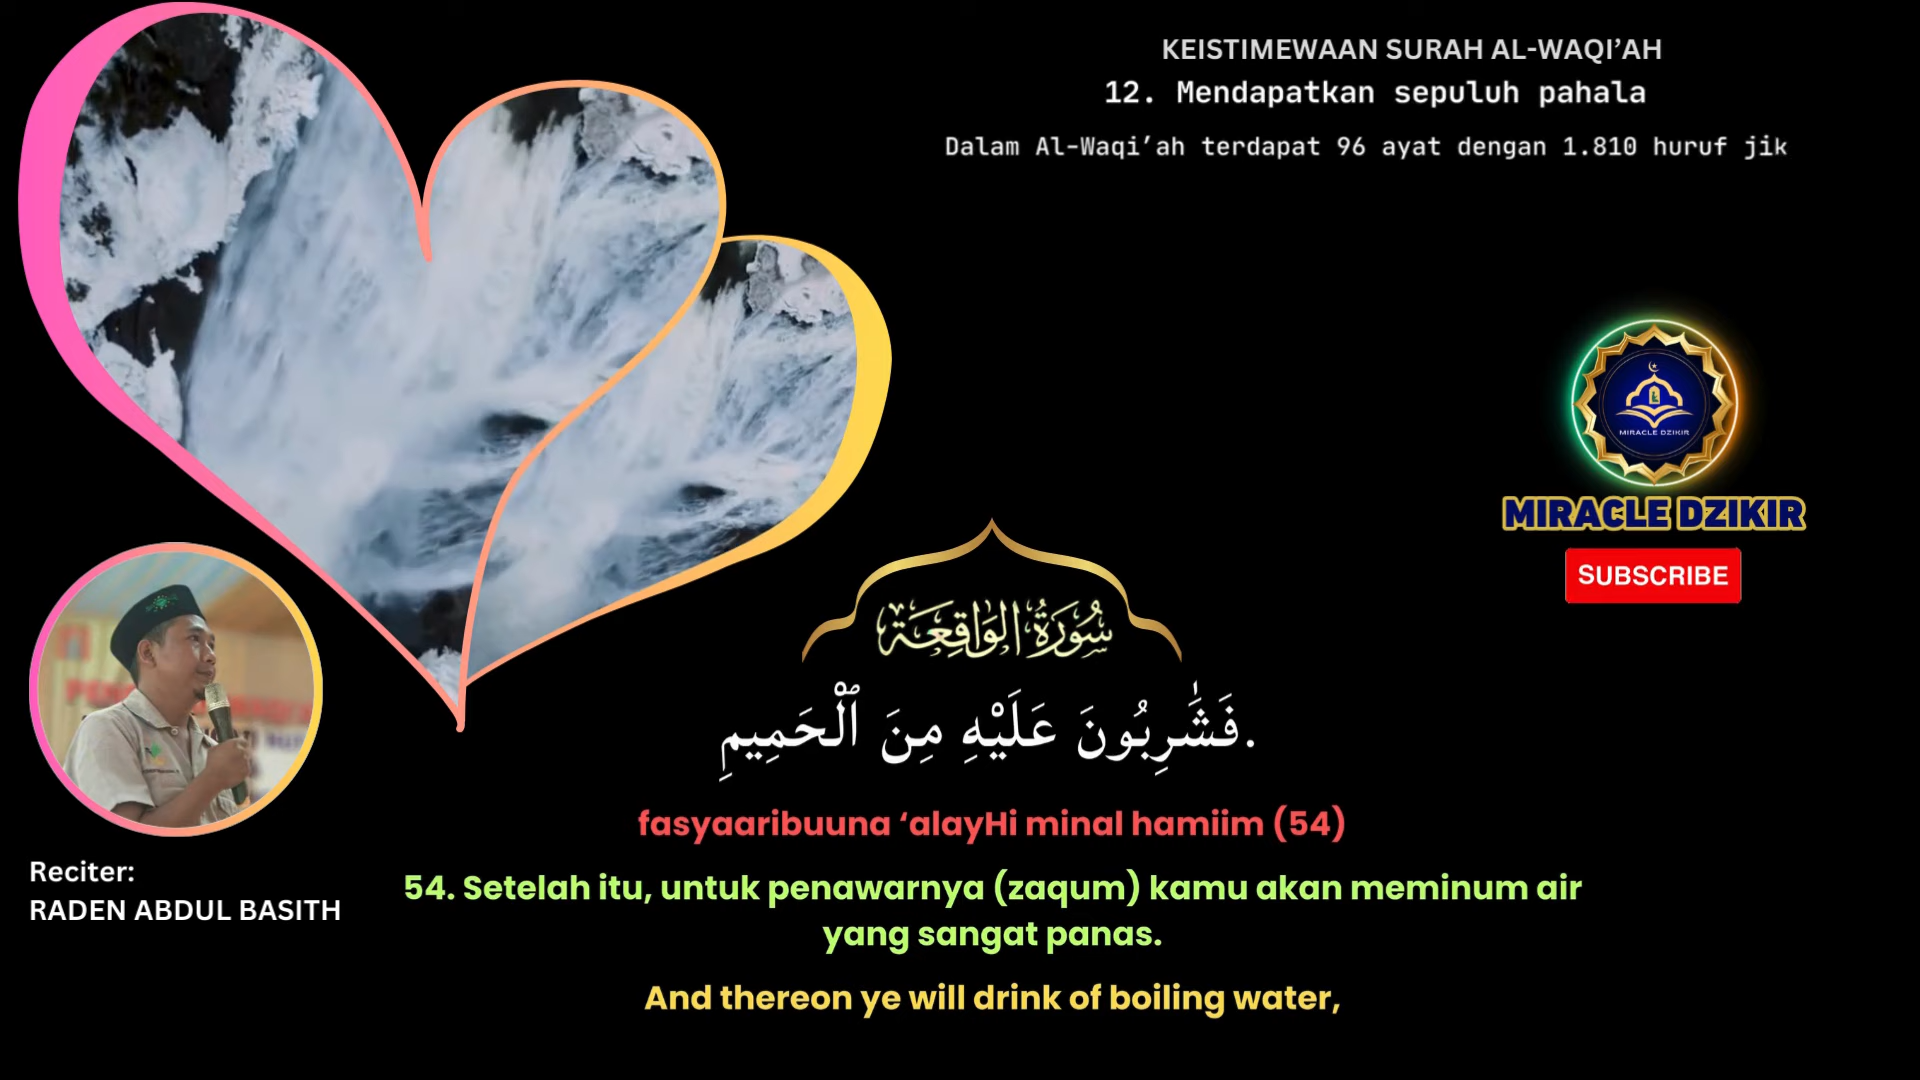 KEISTIMEWAAN SURAH AL-WAQI’AH
12. Mendapatkan sepuluh pahala
Dalam Al-Waqi’ah terdapat 96 ayat dengan 1.810 huruf jik
MIRACLE DZIKIR
MIRACLE DZIKIR
SUBSCRIBE
سُورَةُ الوَاقِعَة
فَشَٰرِبُونَ عَلَيْهِ مِنَ ٱلْحَمِيمِ.
fasyaaribuuna ‘alayHi minal hamiim (54)
54. Setelah itu, untuk penawarnya (zaqum) kamu akan meminum air
yang sangat panas.
And thereon ye will drink of boiling water,
Reciter:
RADEN ABDUL BASITH